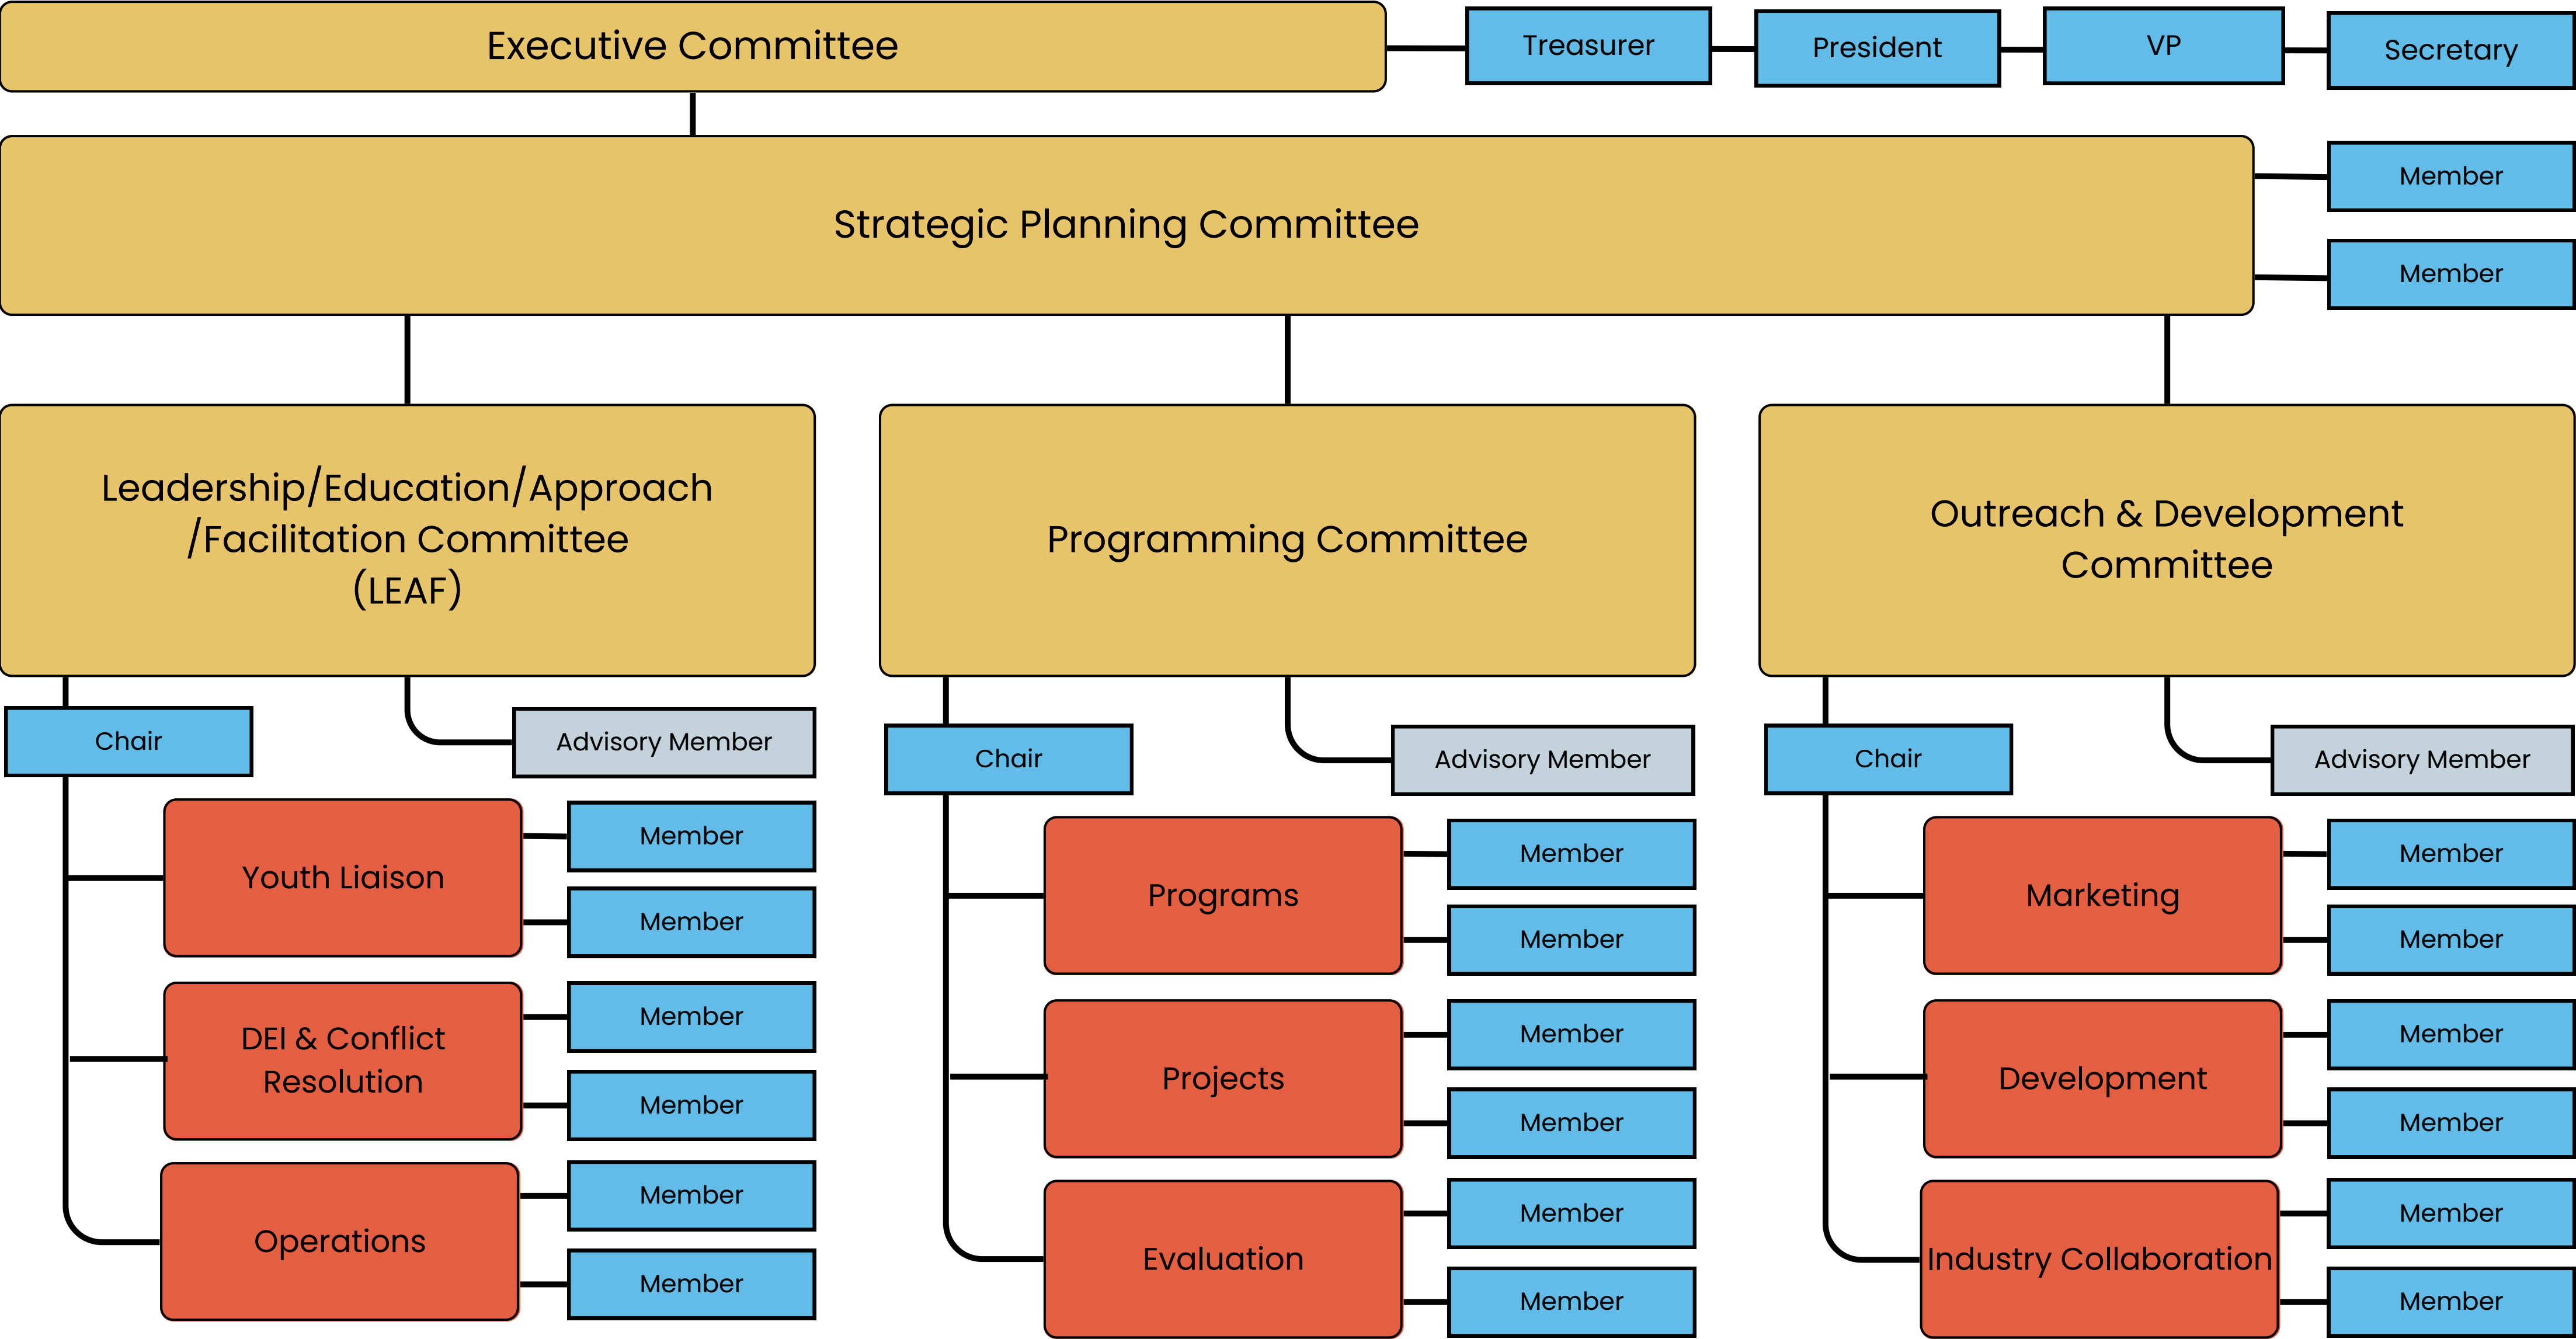 Executive Committee
Treasurer
President
VP
Secretary
Strategic Planning Committee
Member
Member
Leadership/Education/Approach
/Facilitation Committee
(LEAF)
Programming Committee
Outreach & Development
Committee
Chair
Advisory Member
Youth Liaison
Member
Member
DEI & Conflict
Resolution
Member
Member
Operations
Member
Member
Chair
Advisory Member
Programs
Member
Member
Projects
Member
Member
Evaluation
Member
Member
Chair
Advisory Member
Marketing
Member
Member
Development
Member
Member
Industry Collaboration
Member
Member